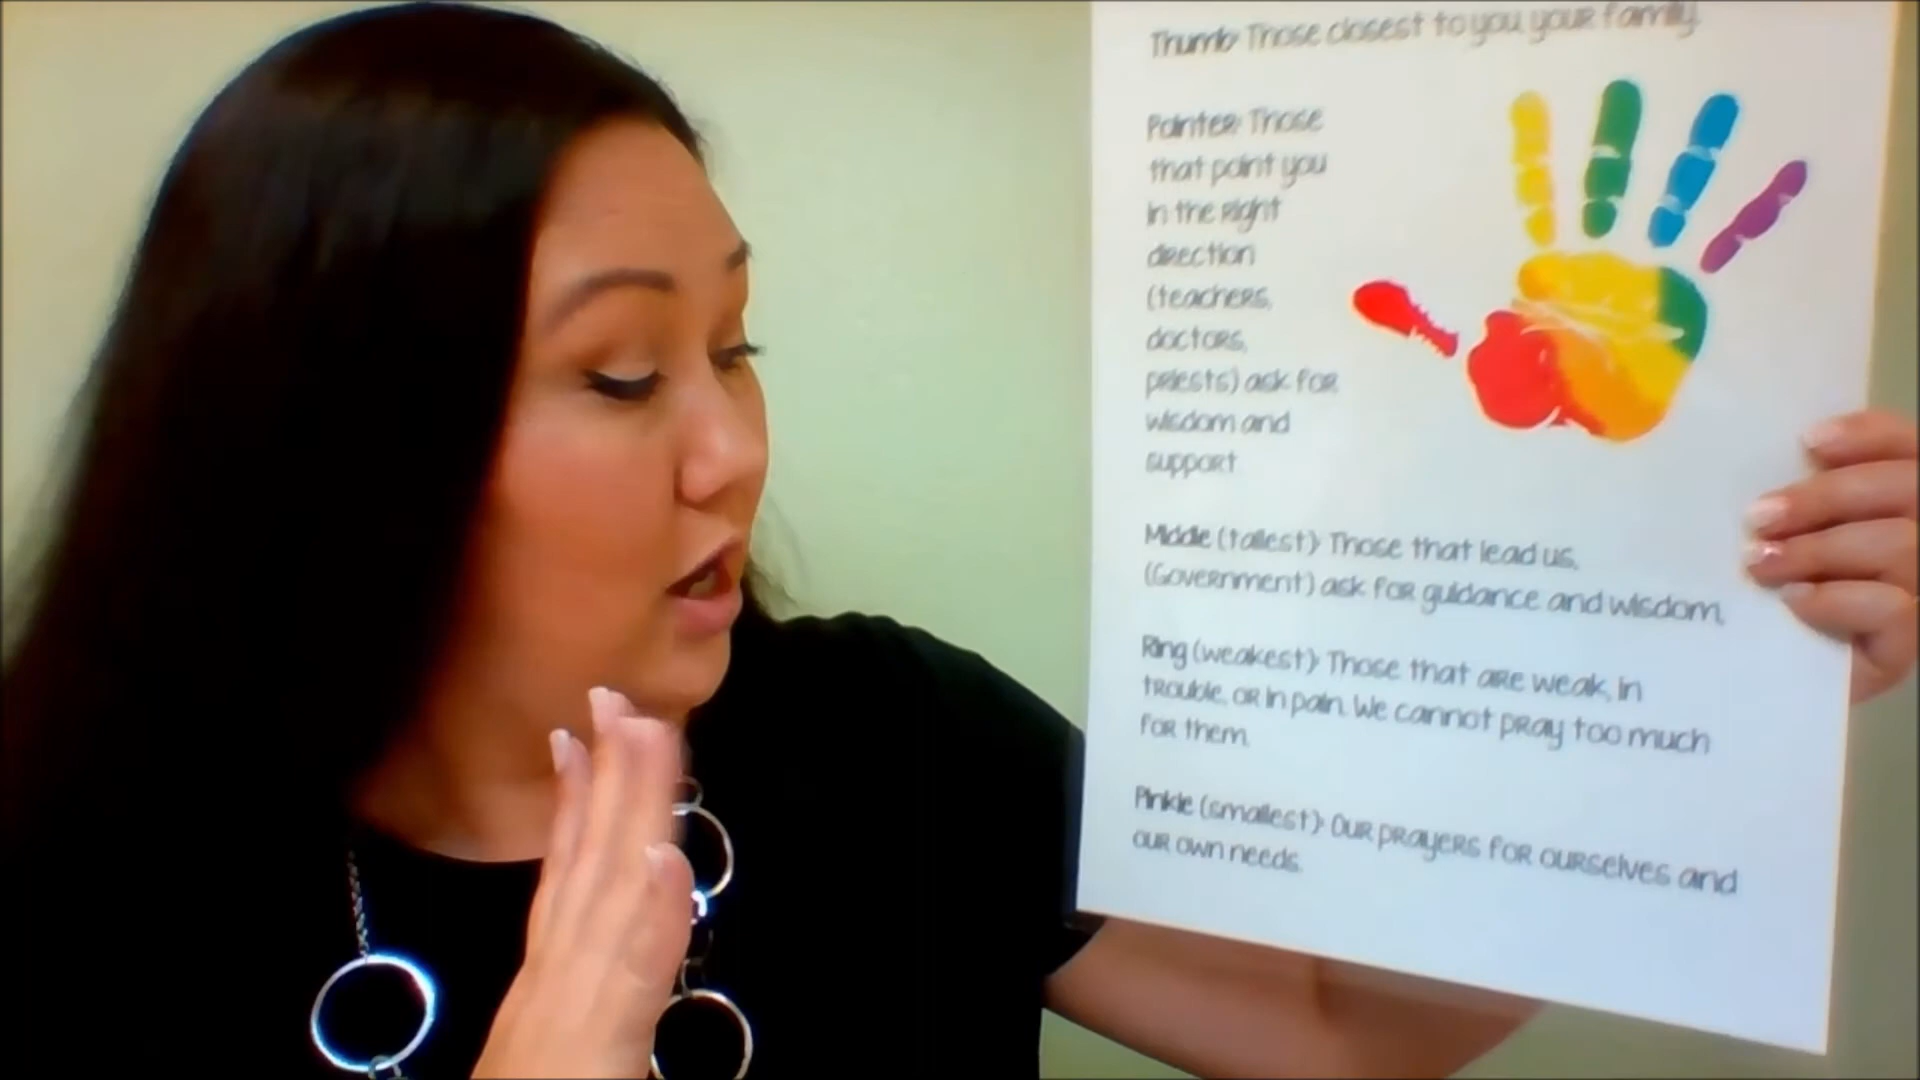 Thumb: Those closest to you your family.
Pointer: Those
that point you
in the right
direction
(teachers,
doctors,
priests) ask for
wisdom and
support
Middle (tallest): Those that lead us,
(Government) ask for guidance and wisdom,
Ring (weakest): Those that are weak, in
trouble, or in pain. We cannot pray too much
for them.
Pinkie (smallest): Our prayers for ourselves and
our own needs.